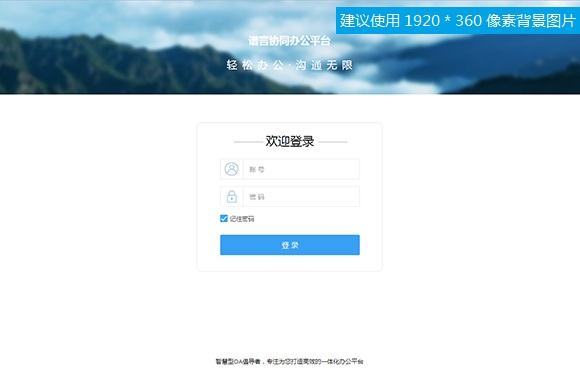 建议使用 1920 * 360 像素背景图片
谱言协同办公平台
轻松办公·沟通无限
欢迎登录
账号
密码
记住密码
登录
智慧型OA倡导者，专注为您打造高效的一体化办公平台